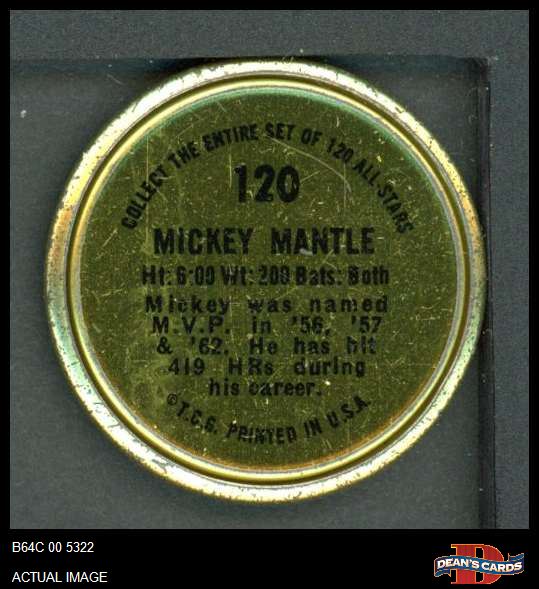 COLLECT THE ENTIRE SET OF 120 ALL STARS
120
MICKEY MANTLE
Ht: 6:00 Wt: 200 Bats: Both
Mickey was named
M.V.P. in '56, '57
& '62. He has hit
419 HRs during
his career.
©T.C.G. PRINTED IN U.S.A.
B64C 00 5322
ACTUAL IMAGE
D
DEAN'S CARDS